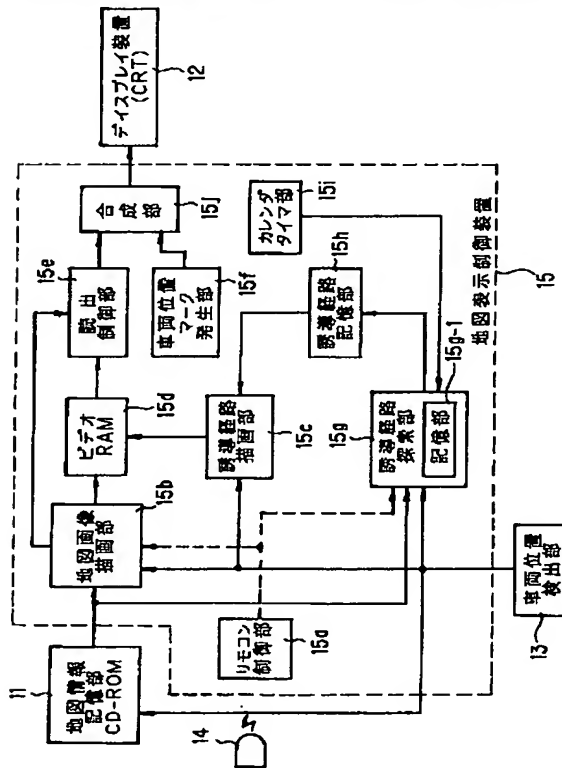 11
地図情報
記憶部
CD-ROM
14
13
車両位置
検出部
リモコン
制御部
15a
地図画像
描画部
15b
ビデオ
RAM
15d
15e
読出
制御部
合成部
15j
ディスプレイ装置
(CRT)
12
車両位置
マーク
発生部
15f
誘導経路
描画部
15c
誘導経路
記憶部
15h
カレンダ
タイマ部
15i
15g
誘導経路
探索部
記憶部
15g-1
地図表示制御装置
15